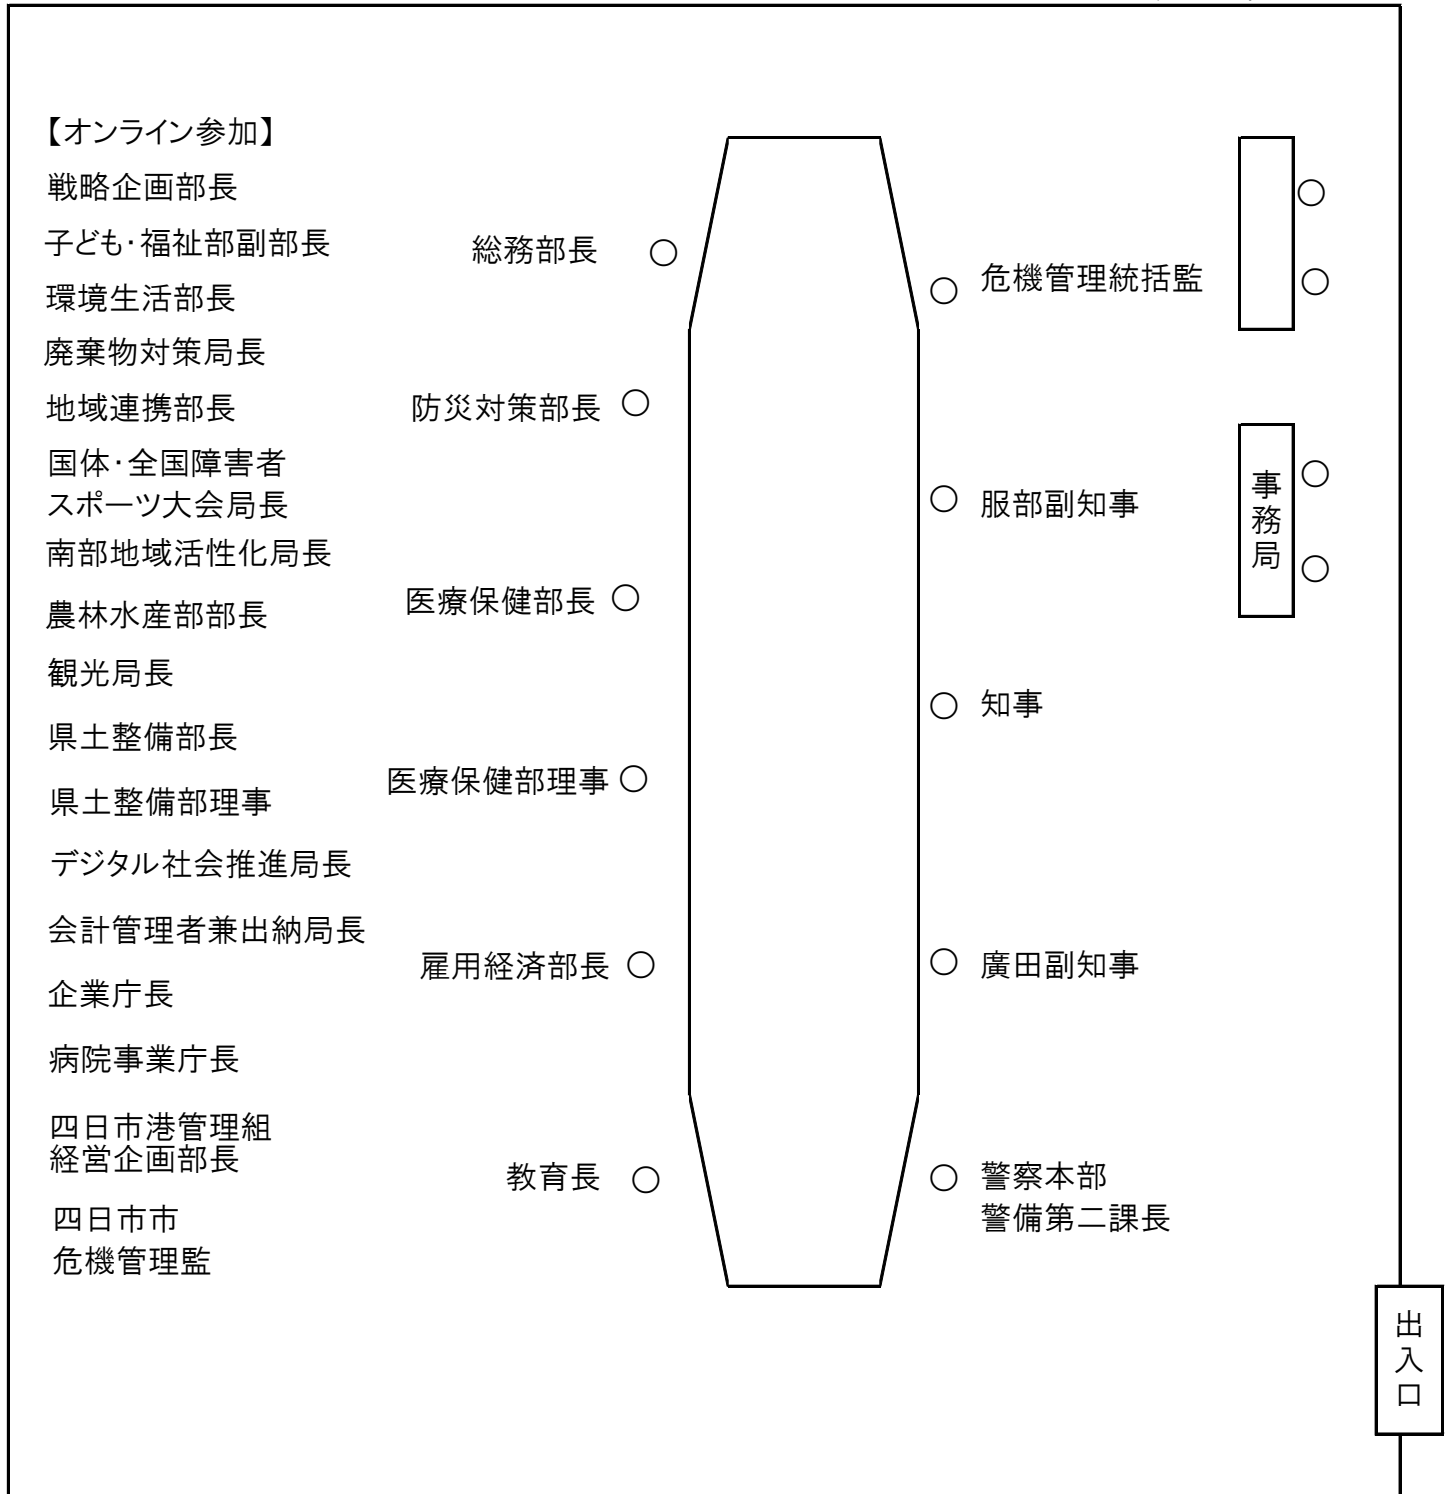 【オンライン参加】
戦略企画部長
子ども・福祉部副部長
環境生活部長
廃棄物対策局長
地域連携部長
国体・全国障害者
スポーツ大会局長
南部地域活性化局長
農林水産部部長
観光局長
県土整備部長
県土整備部理事
デジタル社会推進局長
会計管理者兼出納局長
企業庁長
病院事業庁長
四日市港管理組
経営企画部長
四日市市
危機管理監
総務部長
防災対策部長
医療保健部長
医療保健部理事
雇用経済部長
教育長
危機管理統括監
服部副知事
知事
廣田副知事
警察本部
警備第二課長
事務局
出入口